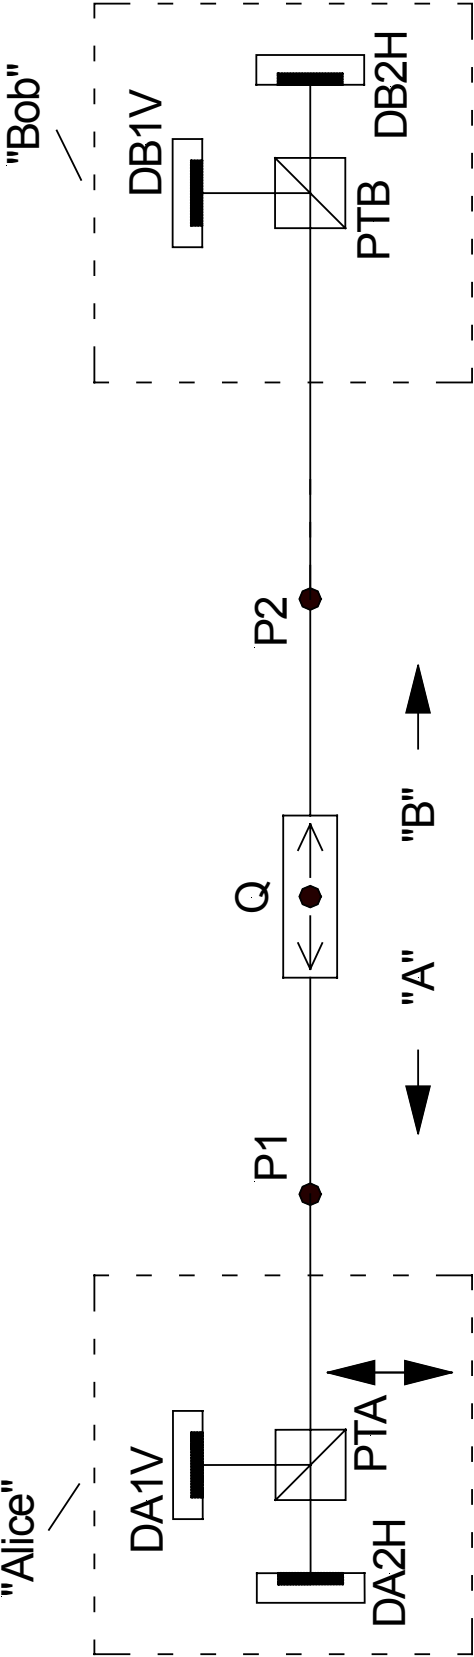 "Alice"
DA1V
DA2H
PTA
P1
"A"
Q
"B"
P2
"Bob"
DB1V
PTB
DB2H